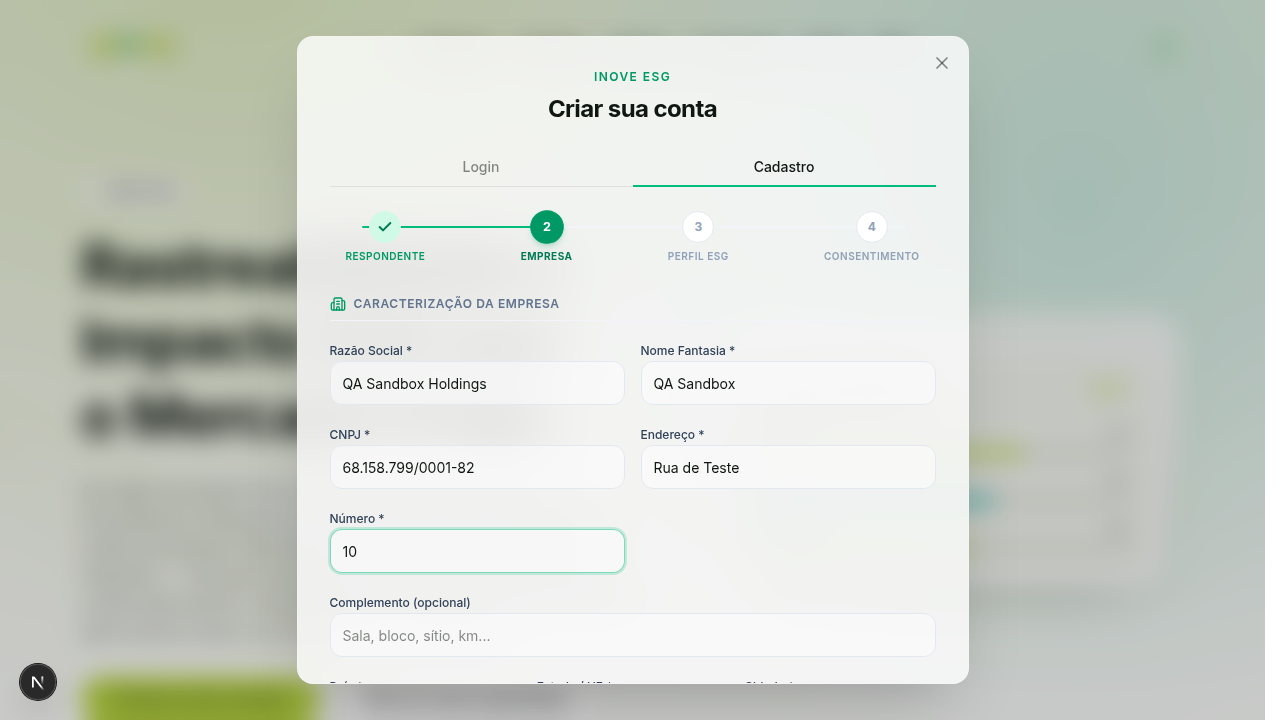 INOVE ESG
Criar sua conta
Login
Cadastro
2
3
4
RESPONDENTE
EMPRESA
PERFIL ESG
CONSENTIMENTO
CARACTERIZAÇÃO DA EMPRESA
Razão Social *
Nome Fantasia *
QA Sandbox Holdings
QA Sandbox
CNPJ *
Endereço *
68.158.799/0001-82
Rua de Teste
Número *
10
Complemento (opcional)
Sala, bloco, sítio, km...
N